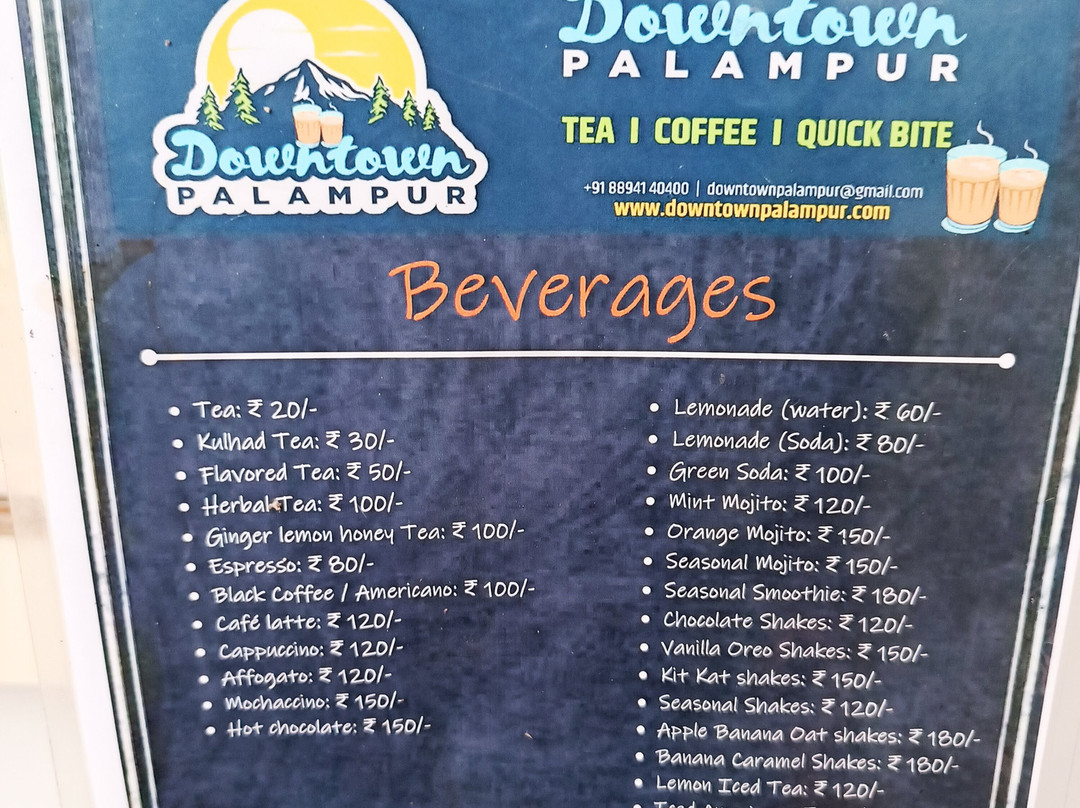 Downtown
PALAMPUR
Downtown
PALAMPUR
TEA | COFFEE | QUICK BITE
+91 88941 40400 | downtownpalampur@gmail.com
www.downtownpalampur.com
Beverages
• Tea: ₹ 20/-
• Kulhad Tea: ₹ 30/-
• Flavored Tea: ₹ 50/-
• Herbal Tea: ₹ 100/-
• Ginger lemon honey Tea: ₹ 100/-
• Espresso: ₹ 80/-
• Black Coffee / Americano: ₹ 100/-
• Café latte: ₹ 120/-
• Cappuccino: ₹ 120/-
• Affogato: ₹ 120/-
• Mochaccino: ₹ 150/-
• Hot chocolate: ₹ 150/-
• Lemonade (water): ₹ 60/-
• Lemonade (Soda): ₹ 80/-
• Green Soda: ₹ 100/-
• Mint Mojito: ₹ 120/-
• Orange Mojito: ₹ 150/-
• Seasonal Mojito: ₹ 150/-
• Seasonal Smoothie: ₹ 180/-
• Chocolate Shakes: ₹ 120/-
• Vanilla Oreo Shakes: ₹ 150/-
• Kit Kat shakes: ₹ 150/-
• Seasonal Shakes: ₹ 120/-
• Apple Banana Oat shakes: ₹ 180/-
• Banana Caramel Shakes: ₹ 180/-
• Lemon Iced Tea: ₹ 120/-